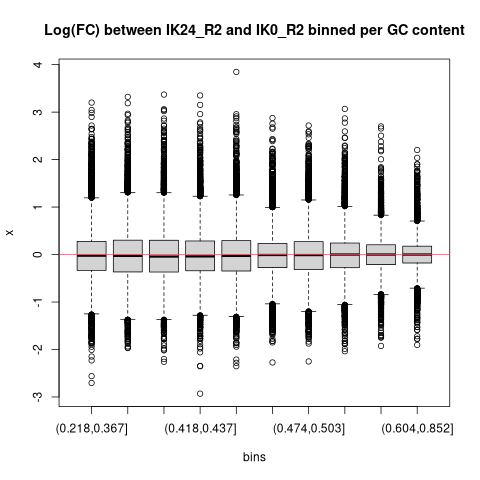 Log(FC) between IK24_R2 and IK0_R2 binned per GC content
4
3
2
1
0
-1
-2
-3
x
(0.218,0.367] (0.418,0.437] (0.474,0.503] (0.604,0.852]
bins